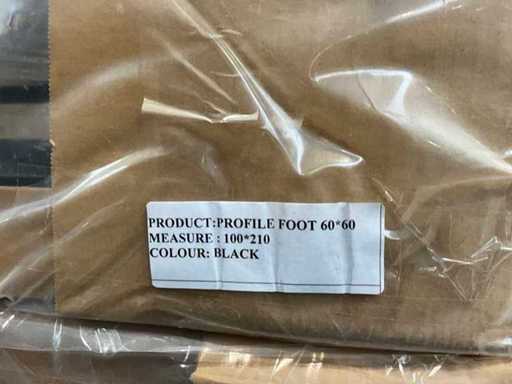 PRODUCT:PROFILE FOOT 60*60
MEASURE : 100*210
COLOUR: BLACK